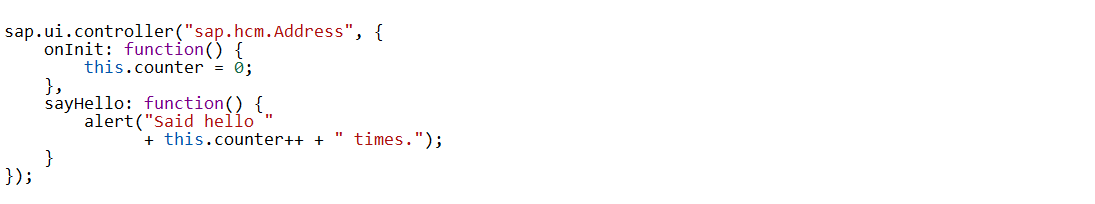 sap.ui.controller("sap.hcm.Address", {
    onInit: function() {
        this.counter = 0;
    },
    sayHello: function() {
        alert("Said hello "
              + this.counter++ + " times.");
    }
});